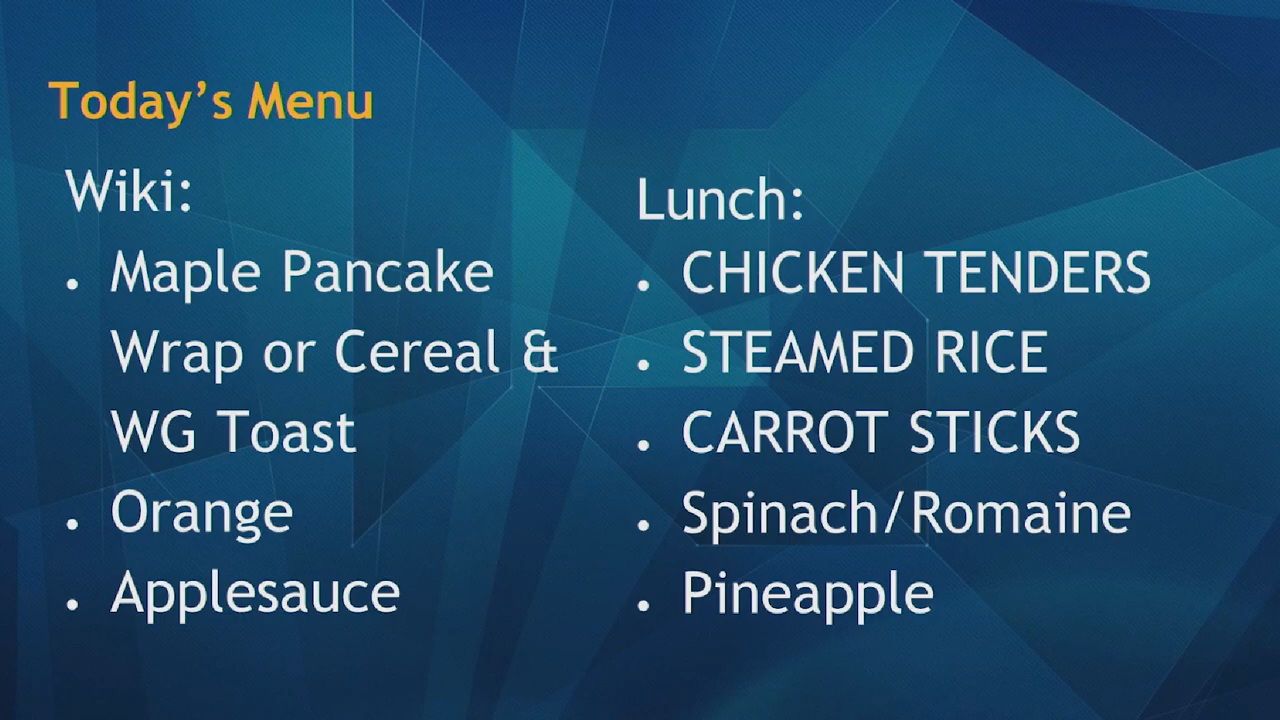 Today’s Menu
Wiki:
• Maple Pancake
Wrap or Cereal &
WG Toast
• Orange
• Applesauce
Lunch:
• CHICKEN TENDERS
• STEAMED RICE
• CARROT STICKS
• Spinach/Romaine
• Pineapple